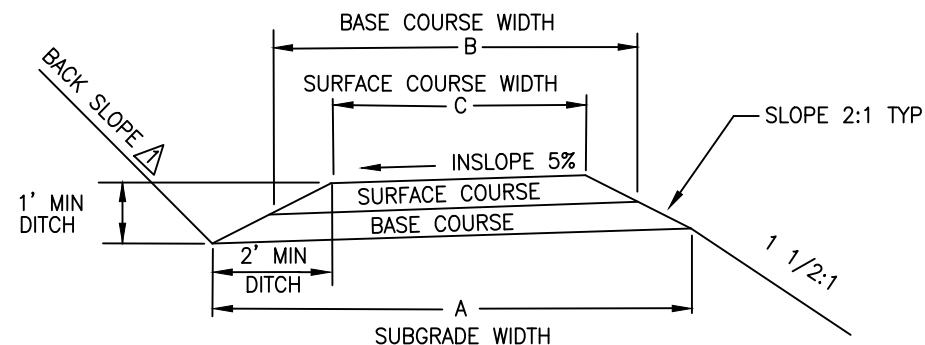 BASE COURSE WIDTH
B
SURFACE COURSE WIDTH
C
BACK SLOPE 1
SLOPE 2:1 TYP
INSLOPE 5%
SURFACE COURSE
1' MIN
DITCH
BASE COURSE
2' MIN
DITCH
1 1/2:1
A
SUBGRADE WIDTH